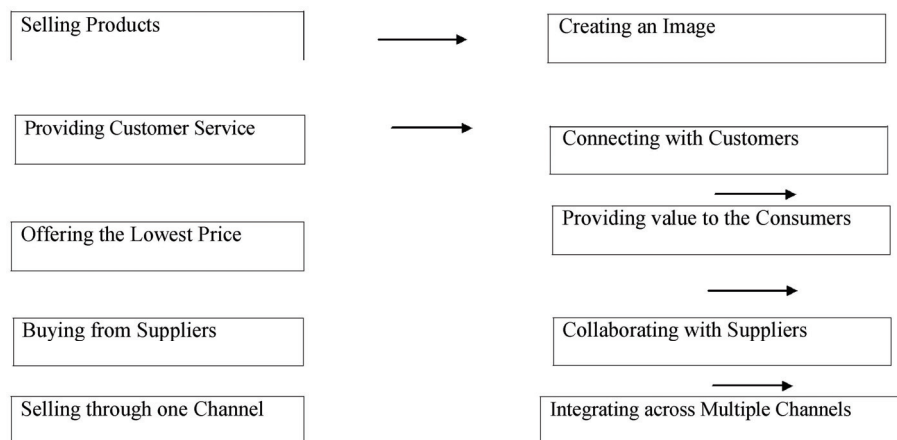 Selling Products
Creating an Image
Providing Customer Service
Connecting with Customers
Offering the Lowest Price
Providing value to the Consumers
Buying from Suppliers
Collaborating with Suppliers
Selling through one Channel
Integrating across Multiple Channels